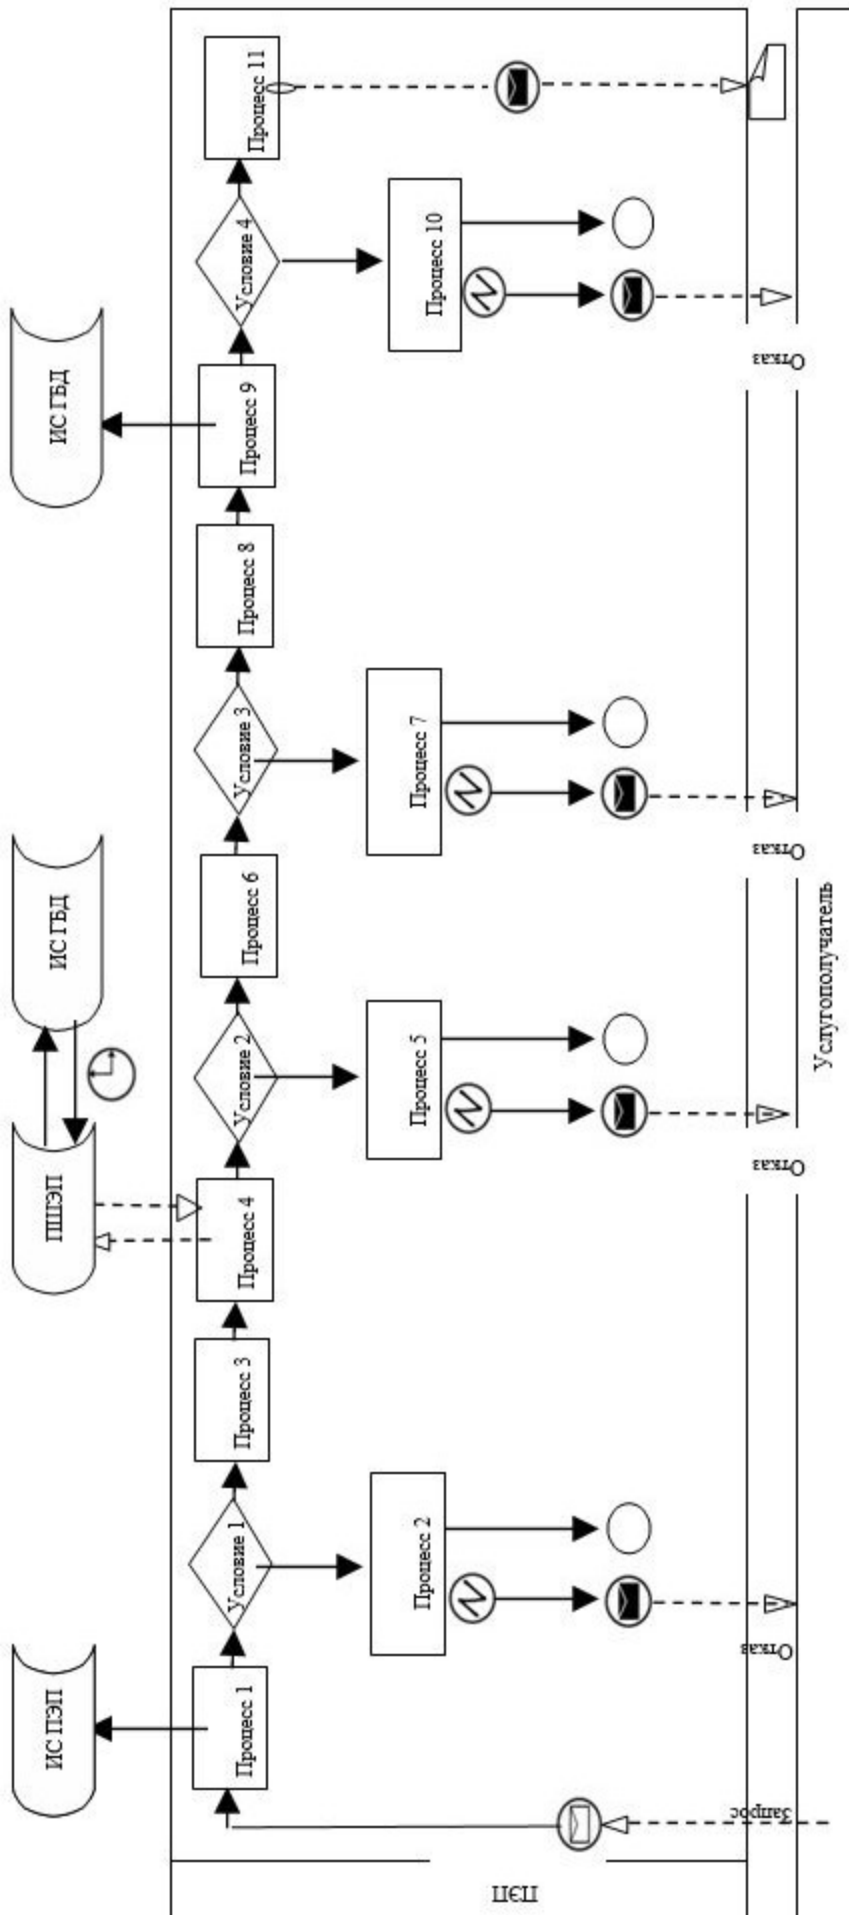 ИС ПЭП
ПШЭП
ИС ГБД
ИС ГБД
Процесс 1
Условие 1
Процесс 3
Процесс 4
Условие 2
Процесс 6
Условие 3
Процесс 8
Процесс 9
Условие 4
Процесс 11
Процесс 2
Процесс 5
Процесс 7
Процесс 10
ПЭП
Запрос
Отказ
Отказ
Отказ
Отказ
Услугополучатель